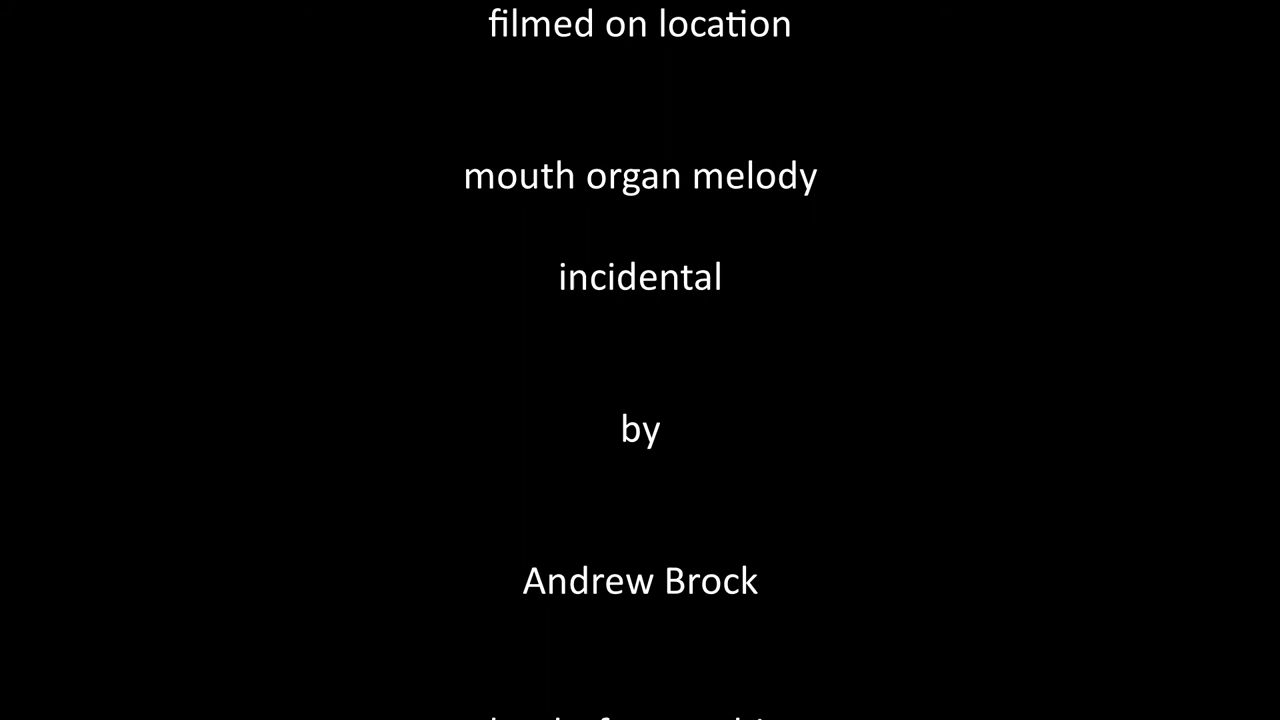 filmed on location
mouth organ melody
incidental
by
Andrew Brock